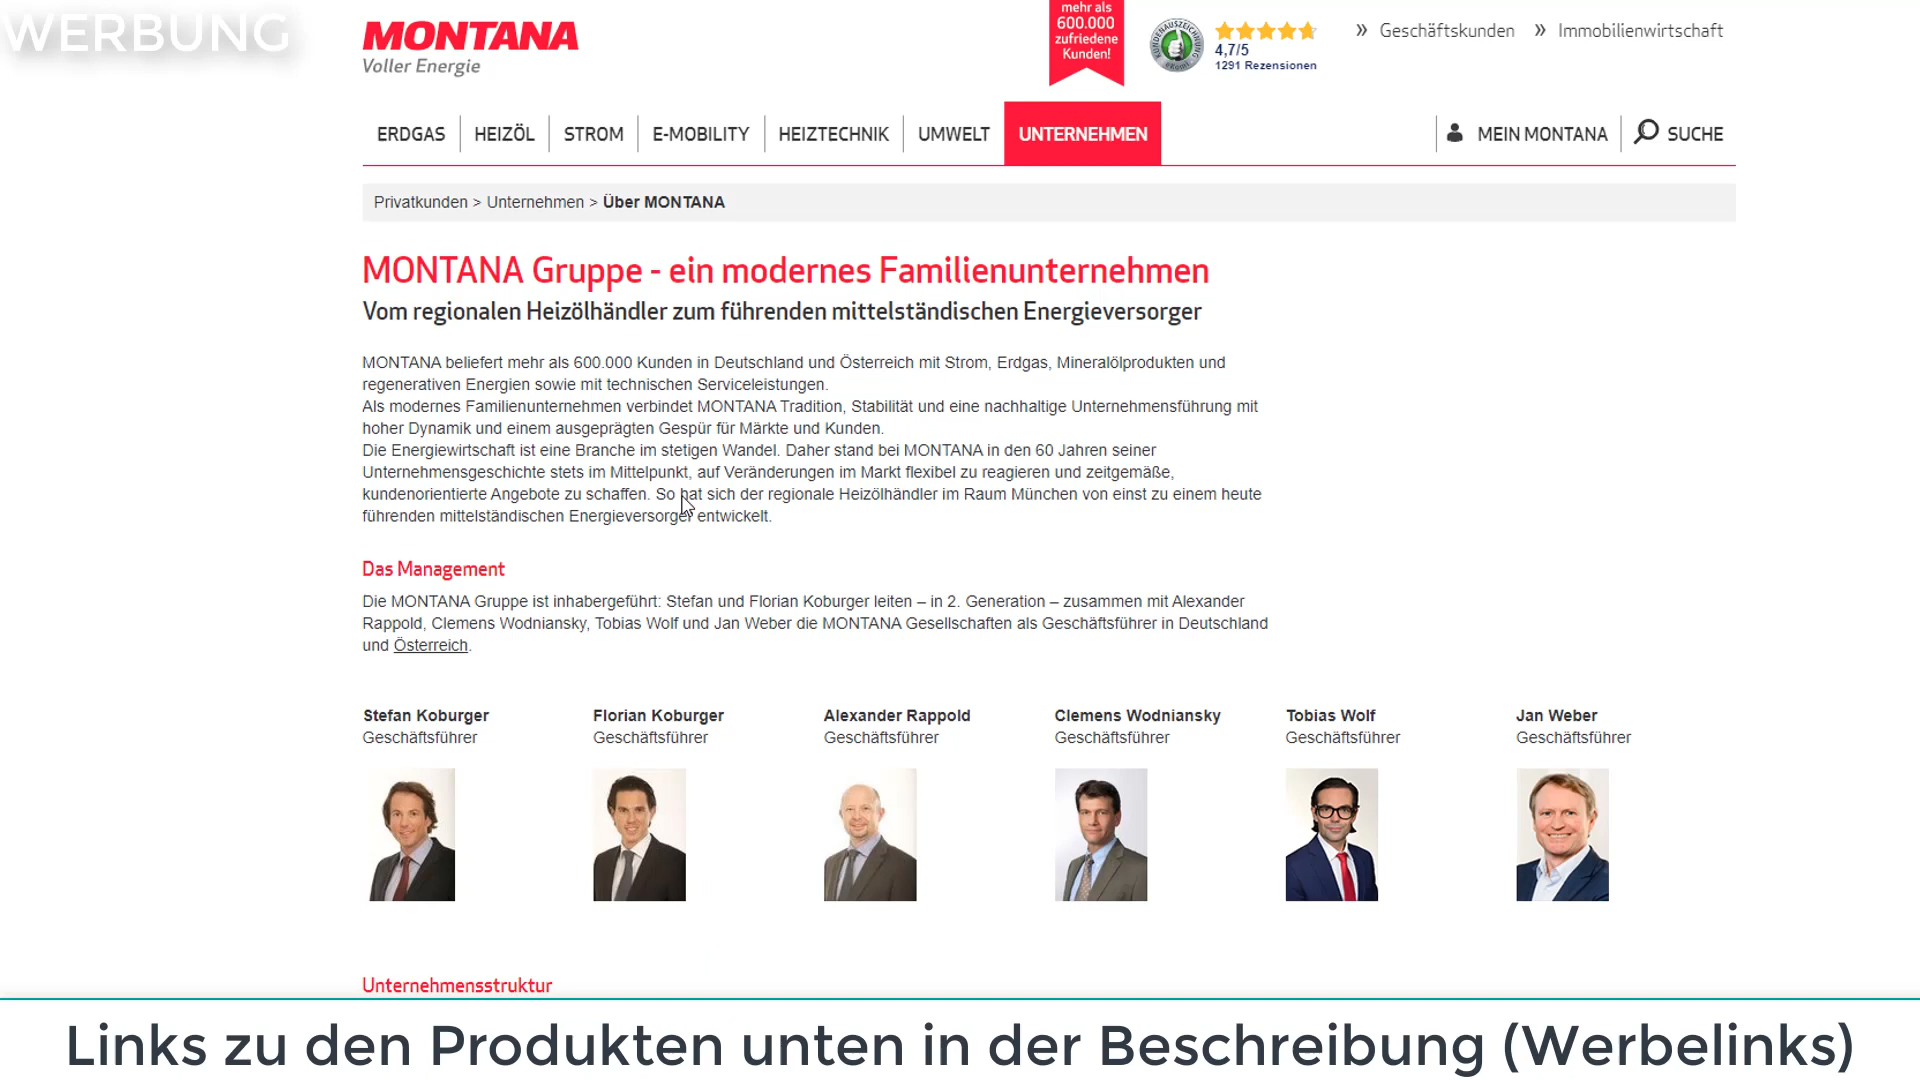 WERBUNG
MONTANA
Voller Energie
mehr als
600.000
zufriedene
Kunden!
KUNDENAUSZEICHNUNG
eKomi
4,7/5
1291 Rezensionen
» Geschäftskunden » Immobilienwirtschaft
ERDGAS HEIZÖL STROM E-MOBILITY HEIZTECHNIK UMWELT UNTERNEHMEN MEIN MONTANA SUCHE
Privatkunden > Unternehmen > Über MONTANA
MONTANA Gruppe - ein modernes Familienunternehmen
Vom regionalen Heizölhändler zum führenden mittelständischen Energieversorger
MONTANA beliefert mehr als 600.000 Kunden in Deutschland und Österreich mit Strom, Erdgas, Mineralölprodukten und
regenerativen Energien sowie mit technischen Serviceleistungen.
Als modernes Familienunternehmen verbindet MONTANA Tradition, Stabilität und eine nachhaltige Unternehmensführung mit
hoher Dynamik und einem ausgeprägten Gespür für Märkte und Kunden.
Die Energiewirtschaft ist eine Branche im stetigen Wandel. Daher stand bei MONTANA in den 60 Jahren seiner
Unternehmensgeschichte stets im Mittelpunkt, auf Veränderungen im Markt flexibel zu reagieren und zeitgemäße,
kundenorientierte Angebote zu schaffen. So hat sich der regionale Heizölhändler im Raum München von einst zu einem heute
führenden mittelständischen Energieversorger entwickelt.
Das Management
Die MONTANA Gruppe ist inhabergeführt: Stefan und Florian Koburger leiten – in 2. Generation – zusammen mit Alexander
Rappold, Clemens Wodniansky, Tobias Wolf und Jan Weber die MONTANA Gesellschaften als Geschäftsführer in Deutschland
und Österreich.
Stefan Koburger Florian Koburger Alexander Rappold Clemens Wodniansky Tobias Wolf Jan Weber
Geschäftsführer Geschäftsführer Geschäftsführer Geschäftsführer Geschäftsführer Geschäftsführer
Unternehmensstruktur
Links zu den Produkten unten in der Beschreibung (Werbelinks)